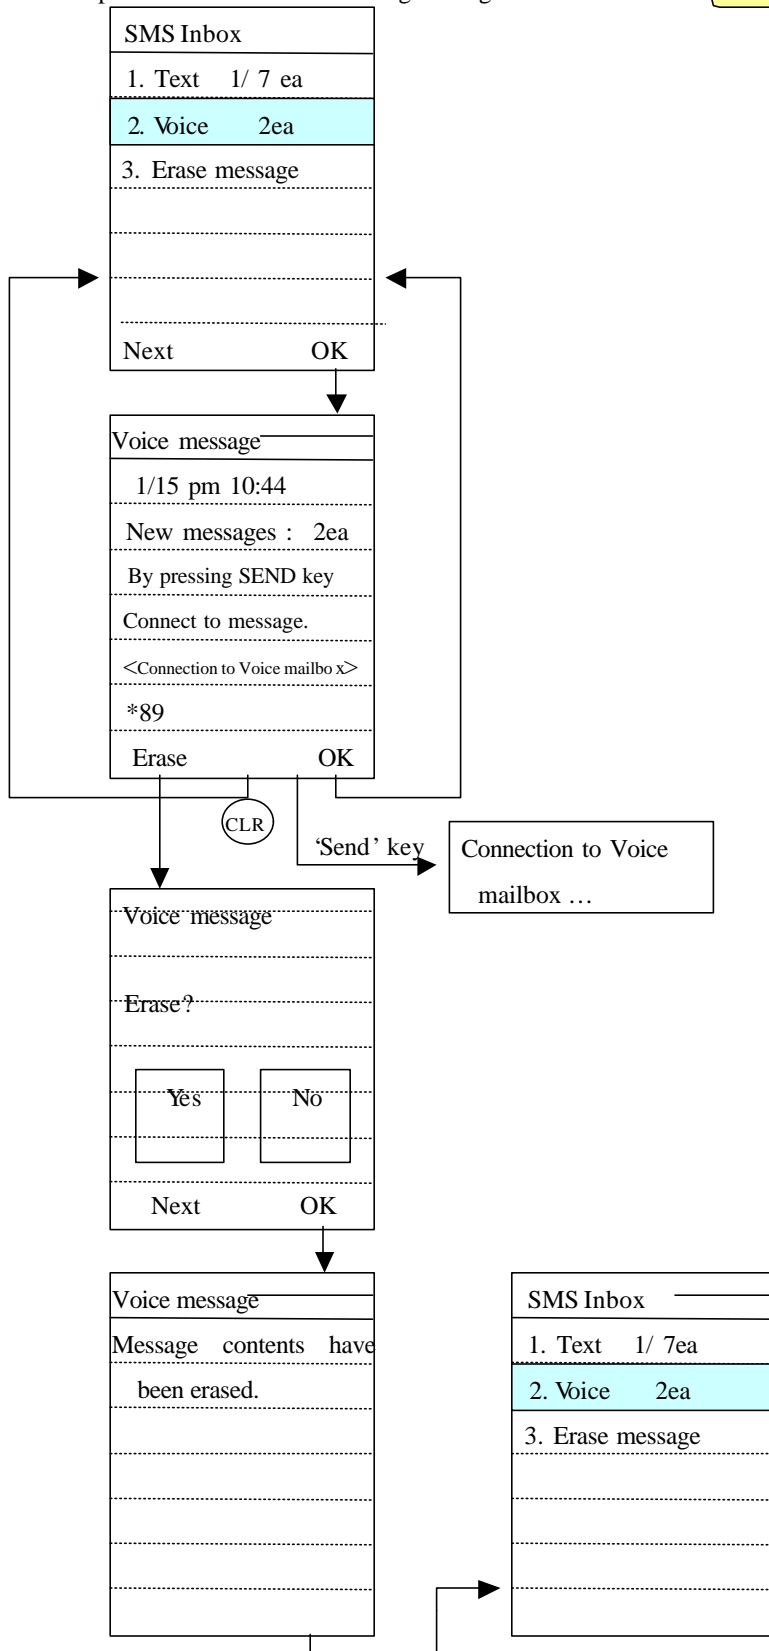 SMS Inbox
1. Text 1/ 7 ea
2. Voice 2ea
3. Erase message
Next OK
Voice message
1/15 pm 10:44
New messages : 2ea
By pressing SEND key
Connect to message.
<Connection to Voice mailbo x>
*89
Erase OK
CLR
‘Send’ key
Connection to Voice
mailbox …
Voice message
Erase?
Yes No
Next OK
Voice message
Message contents have
been erased.
SMS Inbox
1. Text 1/ 7ea
2. Voice 2ea
3. Erase message